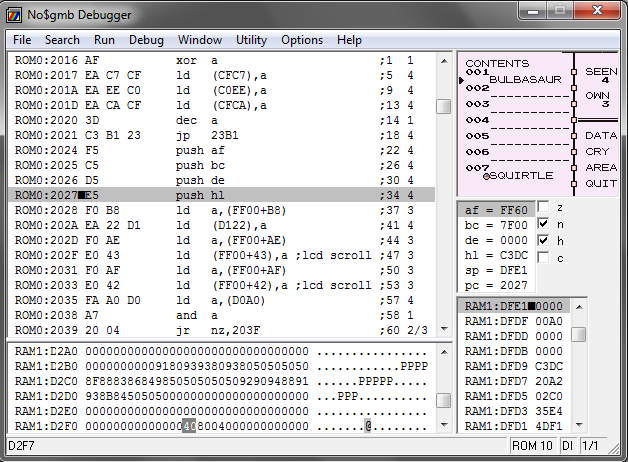 No$gmb Debugger
File Search Run Debug Window Utility Options Help
ROM0:2016 AF xor a ;1 1
ROM0:2017 EA C7 CF ld (CFC7),a ;5 4
ROM0:201A EA EE C0 ld (C0EE),a ;9 4
ROM0:201D EA CA CF ld (CFCA),a ;13 4
ROM0:2020 3D dec a ;14 1
ROM0:2021 C3 B1 23 jp 23B1 ;18 4
ROM0:2024 F5 push af ;22 4
ROM0:2025 C5 push bc ;26 4
ROM0:2026 D5 push de ;30 4
ROM0:2027 E5 push hl ;34 4
ROM0:2028 F0 B8 ld a,(FF00+B8) ;37 3
ROM0:202A EA 22 D1 ld (D122),a ;41 4
ROM0:202D F0 AE ld a,(FF00+AE) ;44 3
ROM0:202F E0 43 ld (FF00+43),a ;lcd scroll ;47 3
ROM0:2031 F0 AF ld a,(FF00+AF) ;50 3
ROM0:2033 E0 42 ld (FF00+42),a ;lcd scroll ;53 3
ROM0:2035 FA A0 D0 ld a,(D0A0) ;57 4
ROM0:2038 A7 and a ;58 1
ROM0:2039 20 04 jr nz,203F ;60 2/3
CONTENTS
001
BULBASAUR
002
003
004
005
006
007
SQUIRTLE
SEEN
4
OWN
3
DATA
CRY
AREA
QUIT
af = FF60
bc = 7F00
de = 0000
hl = C3DC
sp = DFE1
pc = 2027
z
n
h
c
RAM1:D2A0 00000000000000000000000000000000 ................
RAM1:D2B0 00000000009180939380938050505050 ............PPPP
RAM1:D2C0 8F888386849850505050509290948891 ......PPPPP.....
RAM1:D2D0 938B8450505000000000000000000000 ...PPP..........
RAM1:D2E0 00000000000000000000000000000000 ................
RAM1:D2F0 00000000000000408004000000000000 .......@........
RAM1:DFE1 0000
RAM1:DFDF 00A0
RAM1:DFDD 0000
RAM1:DFDB 0000
RAM1:DFD9 C3DC
RAM1:DFD7 20A2
RAM1:DFD5 02C0
RAM1:DFD3 35E4
RAM1:DFD1 4DF1
D2F7
ROM 10 DI 1/1